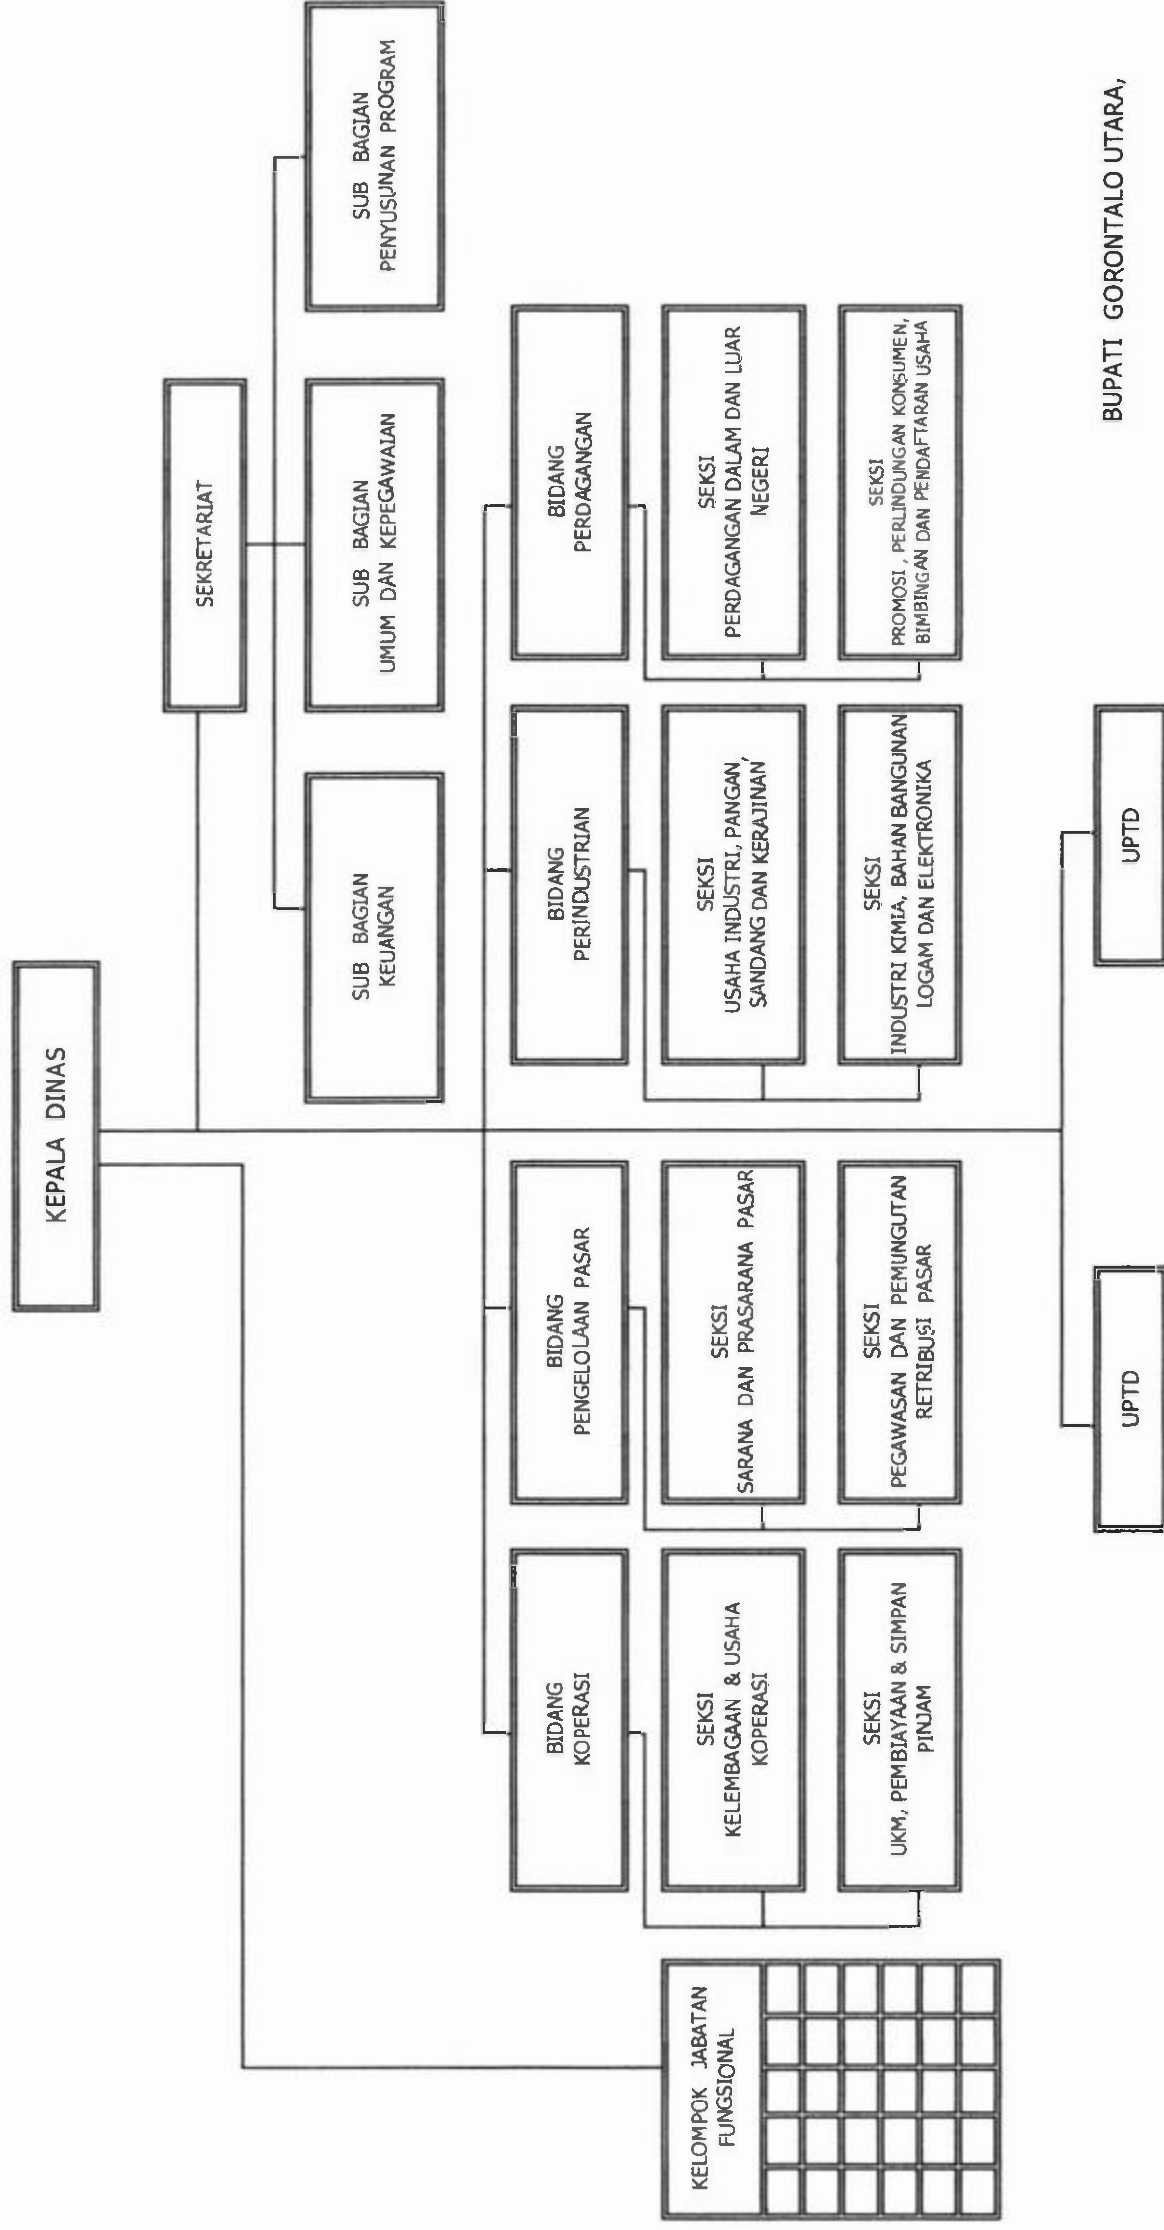 KEPALA DINAS
SEKRETARIAT
SUB BAGIAN
KEUANGAN
SUB BAGIAN
UMUM DAN KEPEGAWAIAN
SUB BAGIAN
PENYUSUNAN PROGRAM
KELOMPOK JABATAN
FUNGSIONAL
BIDANG
KOPERASI
SEKSI
KELEMBAGAAN & USAHA
KOPERASI
SEKSI
UKM, PEMBIAYAAN & SIMPAN
PINJAM
BIDANG
PENGELOLAAN PASAR
SEKSI
SARANA DAN PRASARANA PASAR
SEKSI
PEGAWASAN DAN PEMUNGUTAN
RETRIBUSI PASAR
BIDANG
PERINDUSTRIAN
SEKSI
USAHA INDUSTRI, PANGAN,
SANDANG DAN KERAJINAN,
SEKSI
INDUSTRI KIMIA, BAHAN BANGUNAN
LOGAM DAN ELEKTRONIKA
BIDANG
PERDAGANGAN
SEKSI
PERDAGANGAN DALAM DAN LUAR
NEGERI
SEKSI
PROMOSI , PERLINDUNGAN KONSUMEN,
BIMBINGAN DAN PENDAFTARAN USAHA
UPTD
UPTD
BUPATI GORONTALO UTARA,